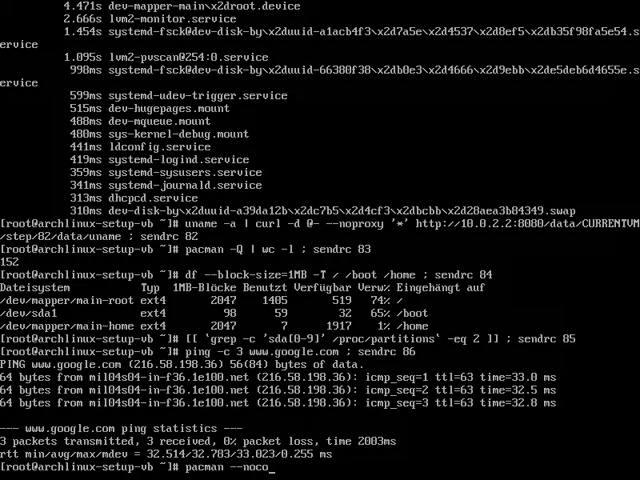 4.471s dev-mapper-main\x2droot.device
2.006s lvm2-monitor.service
1.454s systemd-fsck@dev-disk-by\x2duuid-a1acb4f3\x2d7a5e\x2d4537\x2d8ef5\x2db35f98fa5e54.s
ervice
1.095s lvm2-pvscan@254:0.service
998ms systemd-fsck@dev-disk-by\x2duuid-66380f38\x2db0e3\x2d4666\x2d9ebb\x2de5deb6d4655e.s
ervice
599ms systemd-udev-trigger.service
515ms dev-hugepages.mount
488ms dev-mqueue.mount
480ms sys-kernel-debug.mount
441ms ldconfig.service
419ms systemd-logind.service
359ms systemd-sysusers.service
341ms systemd-journald.service
313ms dhcpcd.service
310ms dev-disk-by\x2duuid-a39da12b\x2dc7b5\x2d4cf3\x2dbcbb\x2d28aea3b04349.swap
[root@archlinux-setup-vb ~]# uname -a | curl -d @- --noproxy '*' http://10.0.2.2:8080/data/CURRENTVM
/step/82/data/uname ; sendrc 82
[root@archlinux-setup-vb ~]# pacman -Q | wc -l ; sendrc 83
152
[root@archlinux-setup-vb ~]# df --block-size=1MB -T / /boot /home ; sendrc 84
Dateisystem Typ 1MB-Blöcke Benutzt Verfügbar Verw% Eingehängt auf
/dev/mapper/main-root ext4 2047 1405 519 74% /
/dev/sda1 ext4 98 59 32 65% /boot
/dev/mapper/main-home ext4 2047 7 1917 1% /home
[root@archlinux-setup-vb ~]# [[ `grep -c 'sda[0-9]' /proc/partitions` -eq 2 ]] ; sendrc 85
[root@archlinux-setup-vb ~]# ping -c 3 www.google.com ; sendrc 86
PING www.google.com (216.58.198.36) 56(84) bytes of data.
64 bytes from mil04s04-in-f36.1e100.net (216.58.198.36): icmp_seq=1 ttl=63 time=33.0 ms
64 bytes from mil04s04-in-f36.1e100.net (216.58.198.36): icmp_seq=2 ttl=63 time=32.5 ms
64 bytes from mil04s04-in-f36.1e100.net (216.58.198.36): icmp_seq=3 ttl=63 time=32.8 ms
--- www.google.com ping statistics ---
3 packets transmitted, 3 received, 0% packet loss, time 2003ms
rtt min/avg/max/mdev = 32.514/32.783/33.023/0.255 ms
[root@archlinux-setup-vb ~]# pacman --noco_